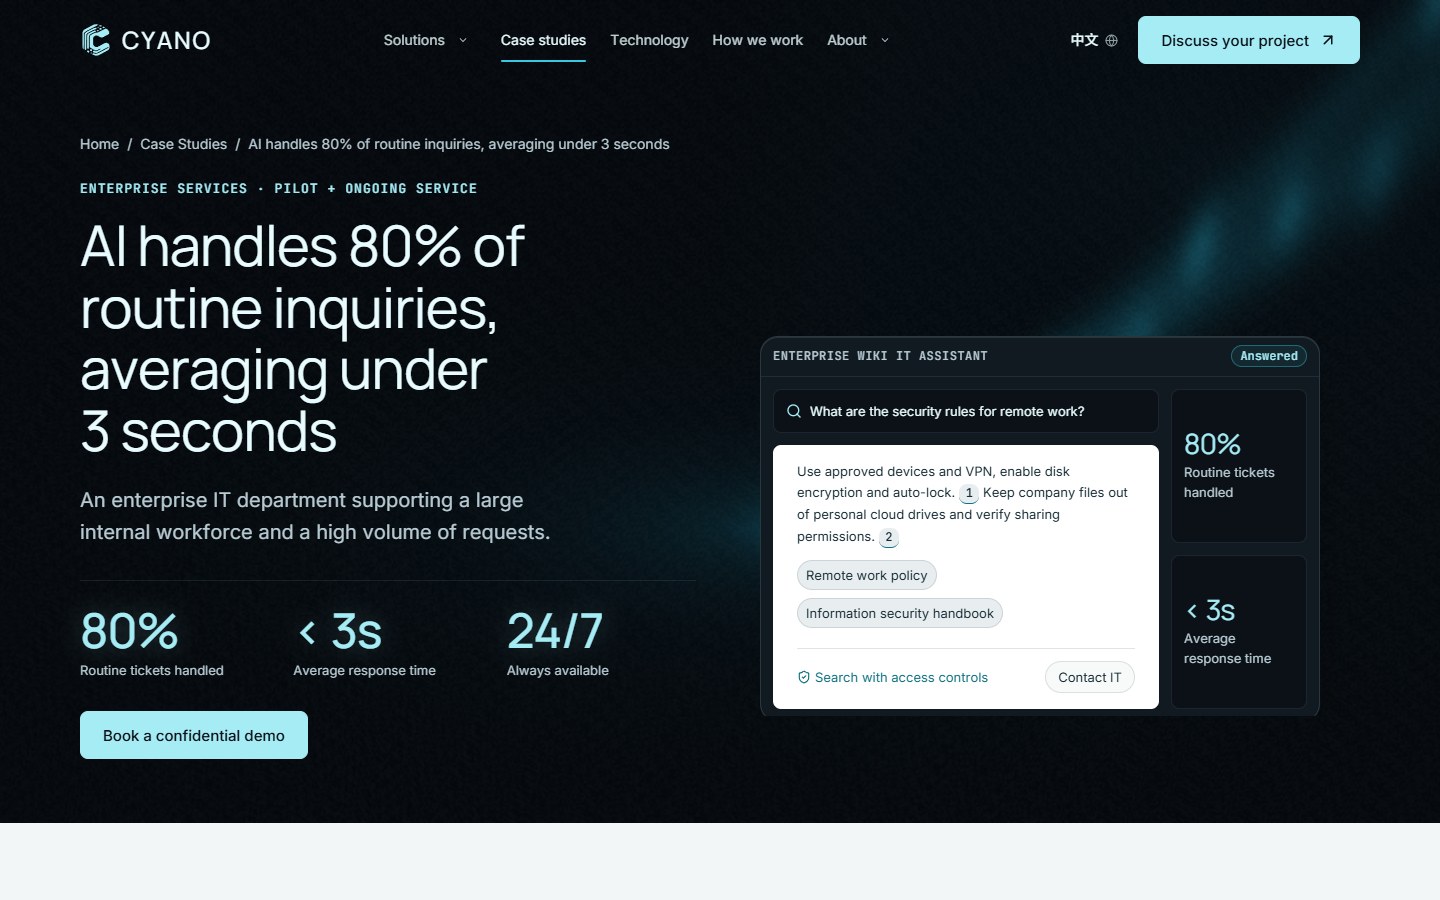 CYANO
Solutions
Case studies
Technology
How we work
About
中文
Discuss your project
Home / Case Studies / AI handles 80% of routine inquiries, averaging under 3 seconds
ENTERPRISE SERVICES · PILOT + ONGOING SERVICE
AI handles 80% of
routine inquiries,
averaging under
3 seconds
An enterprise IT department supporting a large
internal workforce and a high volume of requests.
80%
Routine tickets handled
< 3s
Average response time
24/7
Always available
Book a confidential demo
ENTERPRISE WIKI IT ASSISTANT
Answered
What are the security rules for remote work?
Use approved devices and VPN, enable disk
encryption and auto-lock. 1 Keep company files out
of personal cloud drives and verify sharing
permissions. 2
Remote work policy
Information security handbook
Search with access controls
Contact IT
80%
Routine tickets
handled
< 3s
Average
response time